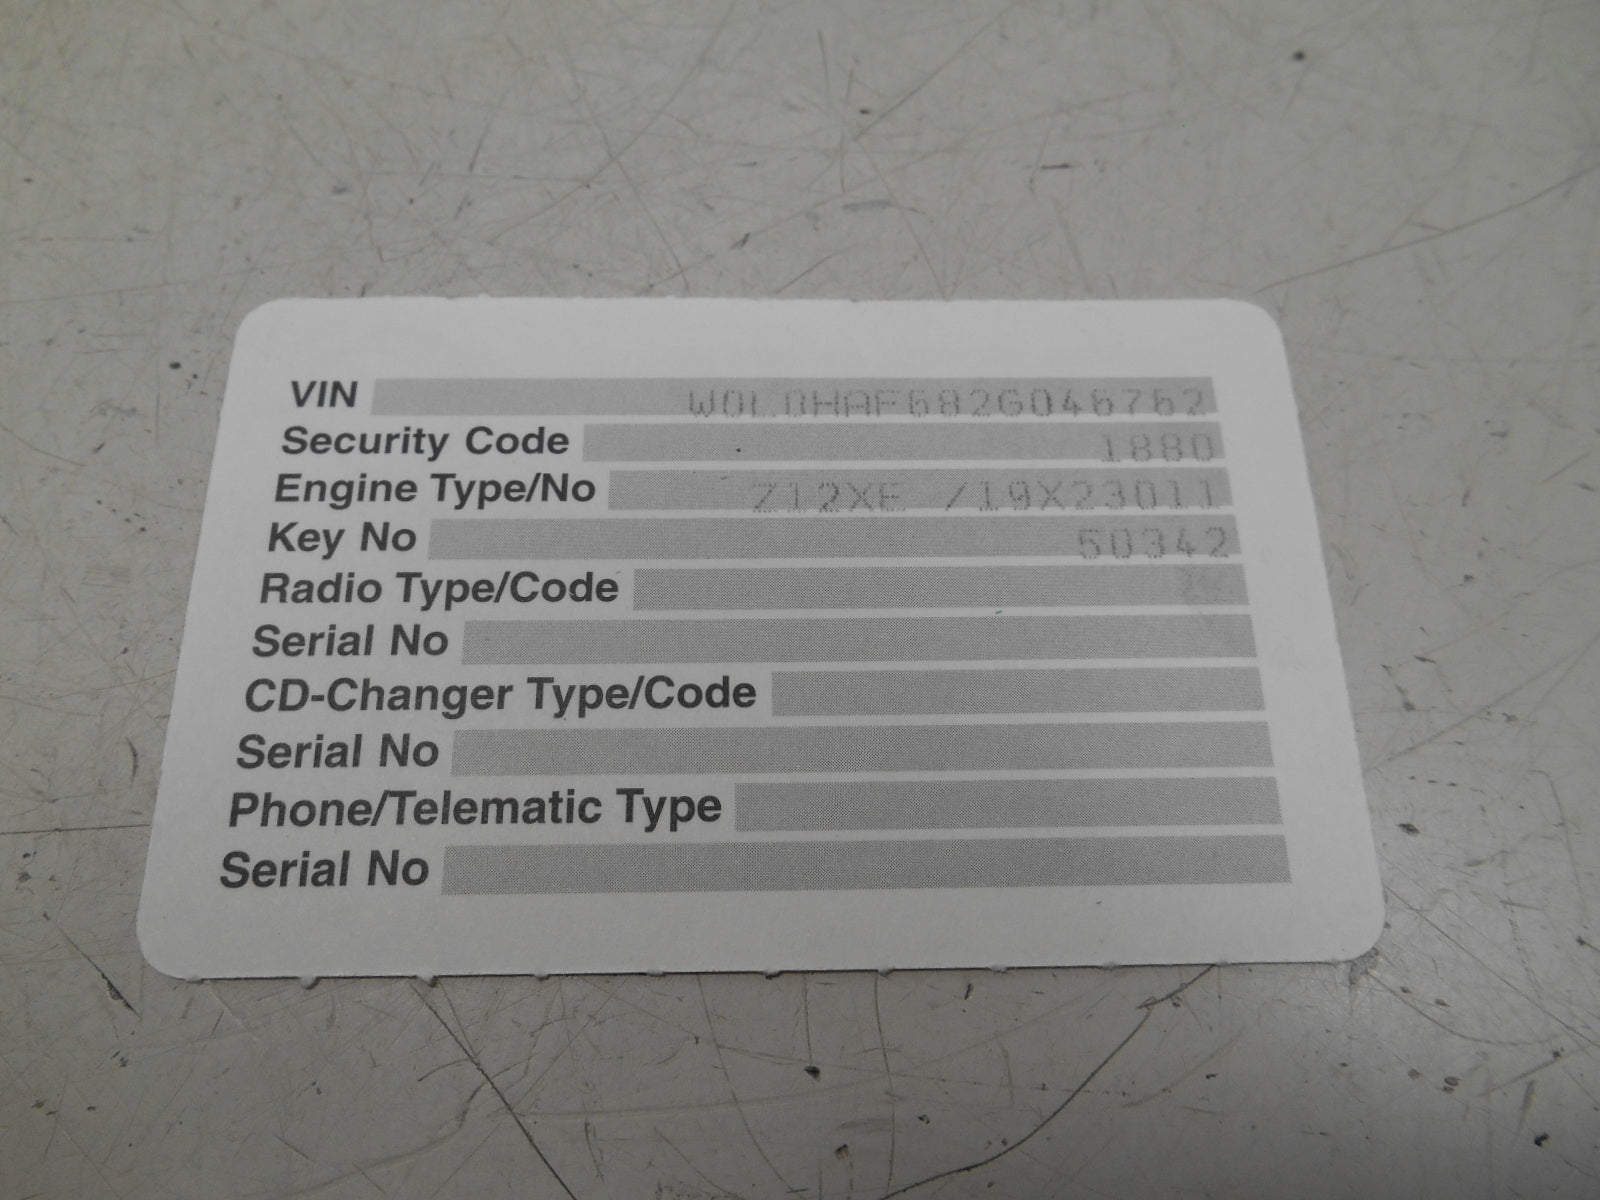 VIN W0L0HAF682G046762
Security Code 1880
Engine Type/No Z12XE /19X23011
Key No 50342
Radio Type/Code
Serial No
CD-Changer Type/Code
Serial No
Phone/Telematic Type
Serial No